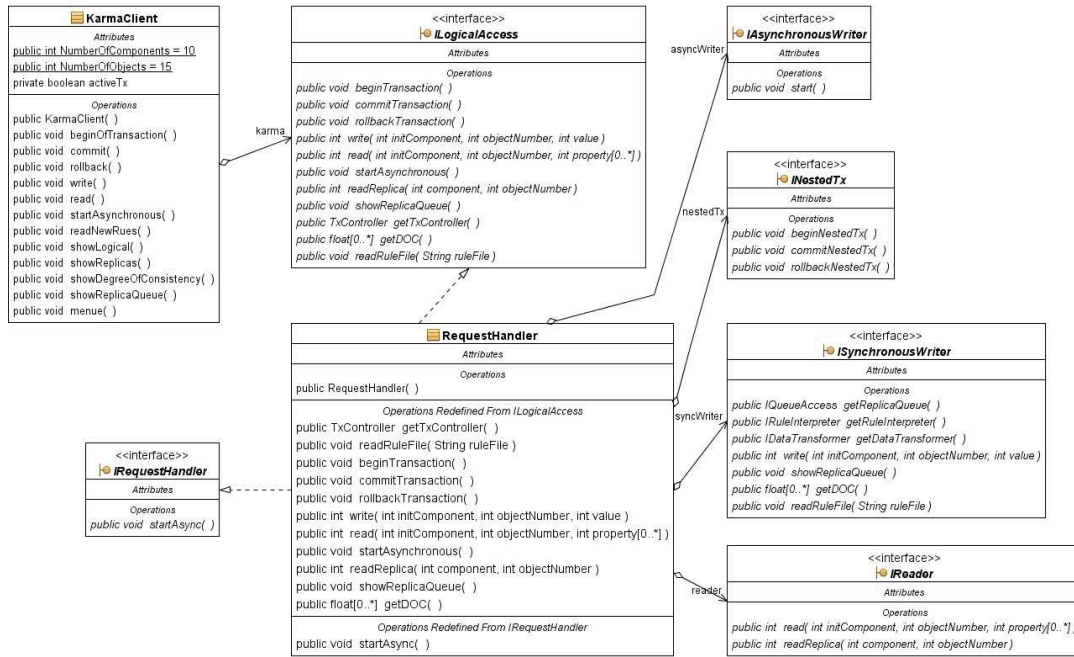 KarmaClient
Attributes
public int NumberOfComponents = 10
public int NumberOfObjects = 15
private boolean activeTx
Operations
public KarmaClient( )
public void beginOfTransaction( )
public void commit( )
public void rollback( )
public void write( )
public void read( )
public void startAsynchronous( )
public void readNewRues( )
public void showLogical( )
public void showReplicas( )
public void showDegreeOfConsistency( )
public void showReplicaQueue( )
public void menue( )
karma
<<interface>>
ILogicalAccess
Attributes
Operations
public void beginTransaction( )
public void commitTransaction( )
public void rollbackTransaction( )
public int write( int initComponent, int objectNumber, int value )
public int read( int initComponent, int objectNumber, int property[0..*] )
public void startAsynchronous( )
public int readReplica( int component, int objectNumber )
public void showReplicaQueue( )
public TxController getTxController( )
public float[0..*] getDOC( )
public void readRuleFile( String ruleFile )
asyncWriter
<<interface>>
IAsynchronousWriter
Attributes
Operations
public void start( )
nestedTx
<<interface>>
INestedTx
Attributes
Operations
public void beginNestedTx( )
public void commitNestedTx( )
public void rollbackNestedTx( )
RequestHandler
Attributes
Operations
public RequestHandler( )
Operations Redefined From ILogicalAccess
public TxController getTxController( )
public void readRuleFile( String ruleFile )
public void beginTransaction( )
public void commitTransaction( )
public void rollbackTransaction( )
public int write( int initComponent, int objectNumber, int value )
public int read( int initComponent, int objectNumber, int property[0..*] )
public void startAsynchronous( )
public int readReplica( int component, int objectNumber )
public void showReplicaQueue( )
public float[0..*] getDOC( )
Operations Redefined From IRequestHandler
public void startAsync( )
<<interface>>
IRequestHandler
Attributes
Operations
public void startAsync( )
syncWriter
<<interface>>
ISynchronousWriter
Attributes
Operations
public IQueueAccess getReplicaQueue( )
public IRuleInterpreter getRuleInterpreter( )
public IDataTransformer getDataTransformer( )
public int write( int initComponent, int objectNumber, int value )
public void showReplicaQueue( )
public float[0..*] getDOC( )
public void readRuleFile( String ruleFile )
reader
<<interface>>
IReader
Attributes
Operations
public int read( int initComponent, int objectNumber, int property[0..*] )
public int readReplica( int component, int objectNumber )